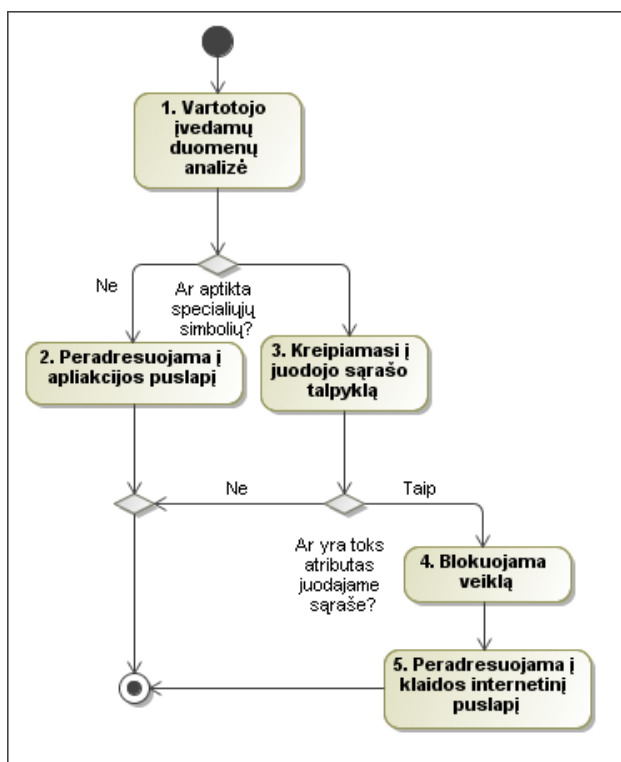 1. Vartotojo
įvedamų
duomenų
analizė
Ne
Ar aptikta
specialiųjų
simbolių?
2. Peradresuojama į
apliakcijos puslapį
3. Kreipiamasi į
juodojo sąrašo
talpyklą
Ne
Taip
Ar yra toks
atributas
juodajame
sąraše?
4. Blokuojama
veiklą
5. Peradresuojama į
klaidos internetinį
puslapį